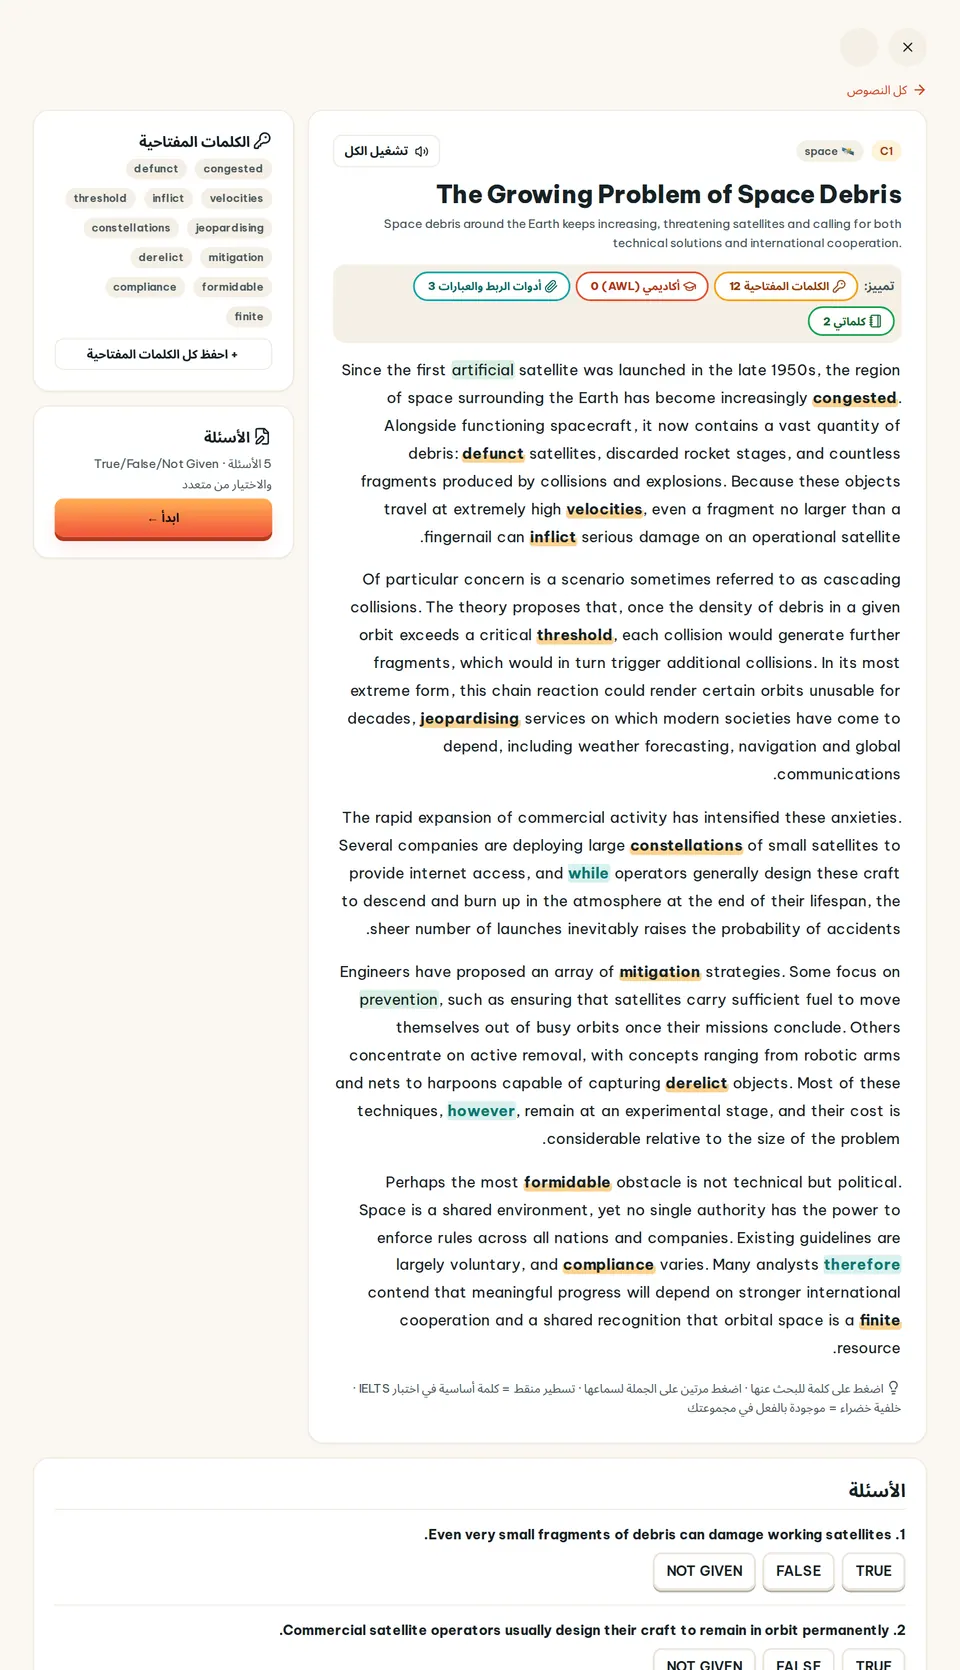 ×
كل النصوص →
C1
space
تشغيل الكل
The Growing Problem of Space Debris
Space debris around the Earth keeps increasing, threatening satellites and calling for both
technical solutions and international cooperation.
تمييز:
الكلمات المفتاحية 12
أكاديمي (AWL) 0
أدوات الربط والعبارات 3
كلماتي 2
Since the first artificial satellite was launched in the late 1950s, the region
of space surrounding the Earth has become increasingly congested.
Alongside functioning spacecraft, it now contains a vast quantity of
debris: defunct satellites, discarded rocket stages, and countless
fragments produced by collisions and explosions. Because these objects
travel at extremely high velocities, even a fragment no larger than a
fingernail can inflict serious damage on an operational satellite.
Of particular concern is a scenario sometimes referred to as cascading
collisions. The theory proposes that, once the density of debris in a given
orbit exceeds a critical threshold, each collision would generate further
fragments, which would in turn trigger additional collisions. In its most
extreme form, this chain reaction could render certain orbits unusable for
decades, jeopardising services on which modern societies have come to
depend, including weather forecasting, navigation and global
communications.
The rapid expansion of commercial activity has intensified these anxieties.
Several companies are deploying large constellations of small satellites to
provide internet access, and while operators generally design these craft
to descend and burn up in the atmosphere at the end of their lifespan, the
sheer number of launches inevitably raises the probability of accidents.
Engineers have proposed an array of mitigation strategies. Some focus on
prevention, such as ensuring that satellites carry sufficient fuel to move
themselves out of busy orbits once their missions conclude. Others
concentrate on active removal, with concepts ranging from robotic arms
and nets to harpoons capable of capturing derelict objects. Most of these
techniques, however, remain at an experimental stage, and their cost is
considerable relative to the size of the problem.
Perhaps the most formidable obstacle is not technical but political.
Space is a shared environment, yet no single authority has the power to
enforce rules across all nations and companies. Existing guidelines are
largely voluntary, and compliance varies. Many analysts therefore
contend that meaningful progress will depend on stronger international
cooperation and a shared recognition that orbital space is a finite
resource.
اضغط على كلمة للبحث عنها · اضغط مرتين على الجملة لسماعها · تسطير منقط = كلمة أساسية في اختبار IELTS ·
خلفية خضراء = موجودة بالفعل في مجموعتك
الكلمات المفتاحية
congested
defunct
velocities
inflict
threshold
jeopardising
constellations
mitigation
derelict
formidable
compliance
finite
+ احفظ كل الكلمات المفتاحية
الأسئلة
5 الأسئلة · True/False/Not Given
والاختيار من متعدد
ابدأ ←
الأسئلة
1. Even very small fragments of debris can damage working satellites.
TRUE
FALSE
NOT GIVEN
2. Commercial satellite operators usually design their craft to remain in orbit permanently.
TRUE
FALSE
NOT GIVEN